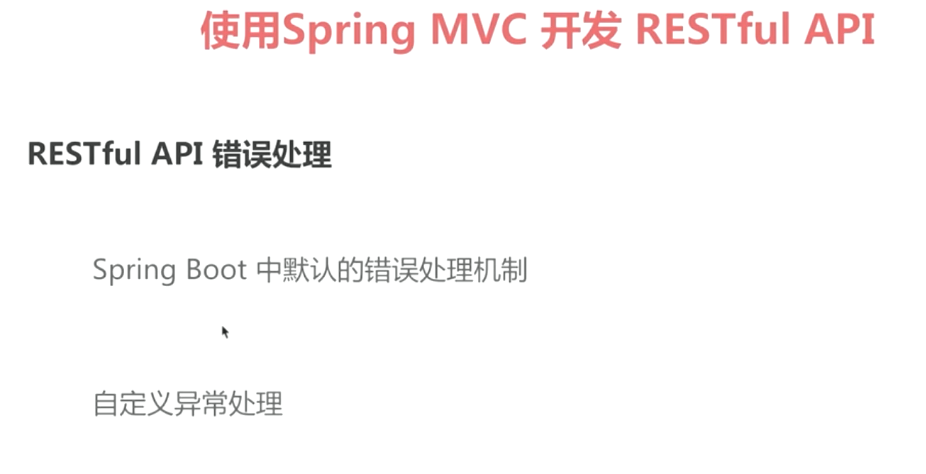 使用Spring MVC 开发 RESTful API
RESTful API 错误处理
Spring Boot 中默认的错误处理机制
自定义异常处理